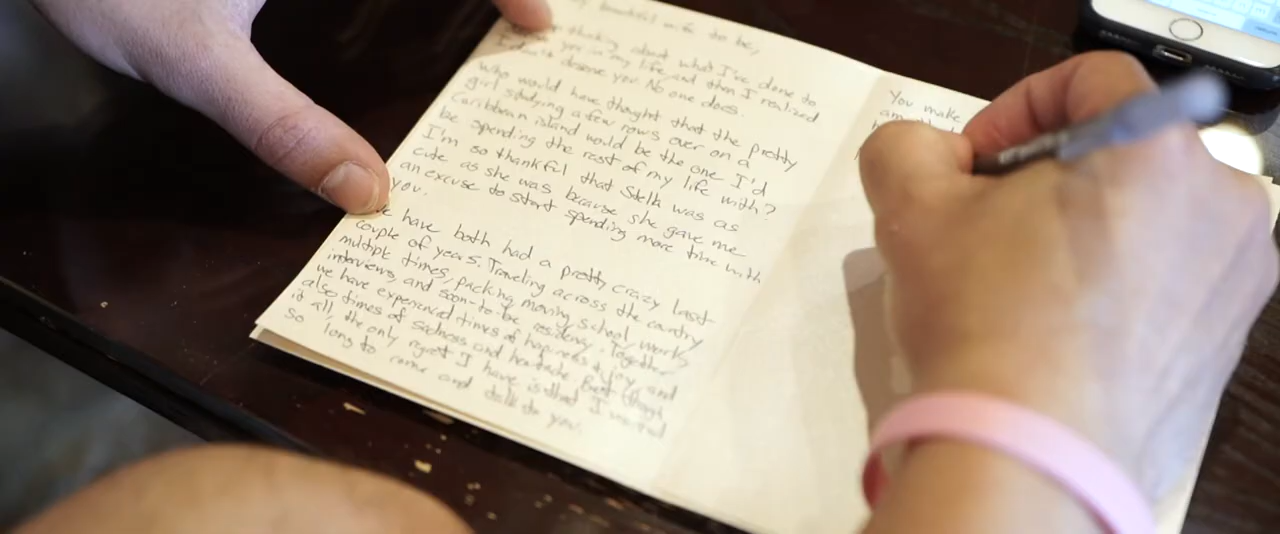 beautiful wife to be,
thinking about what I've done to
you in my life, and then I realized
I don't deserve you. No one does.
Who would have thought that the pretty
girl studying a few rows over on a
Caribbean island would be the one I'd
be spending the rest of my life with?
I'm so thankful that Stella was as
cute as she was because she gave me
an excuse to start spending more time with
you.
We have both had a pretty crazy last
couple of years. Traveling across the country
multiple times, packing, moving, school, work,
interviews, and soon-to-be residency. Together
we have experienced times of happiness & joy, and
also times of sadness and heartache. But through
it all, the only regret I have is that I waited
so long to come and talk to you.
You make